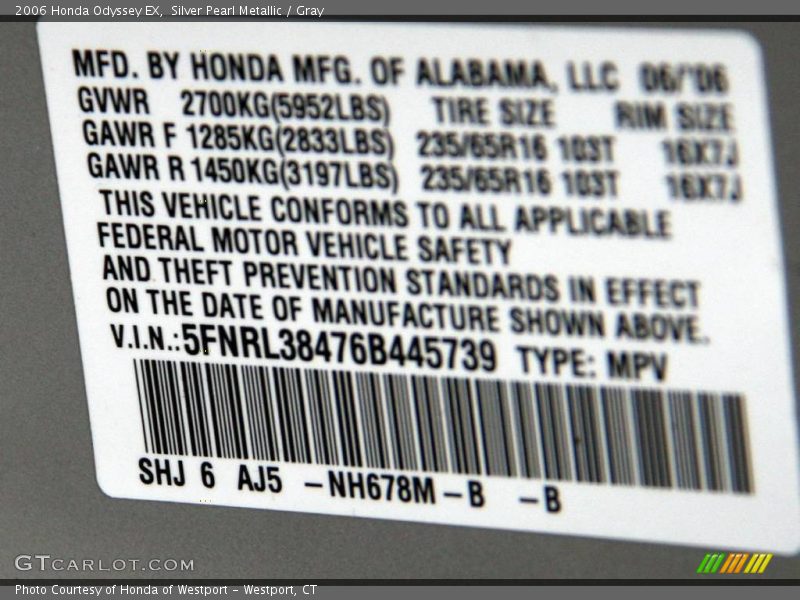 2006 Honda Odyssey EX,  Silver Pearl Metallic / Gray
MFD. BY HONDA MFG. OF ALABAMA, LLC 06/'06
GVWR 2700KG(5952LBS) TIRE SIZE RIM SIZE
GAWR F 1285KG(2833LBS) 235/65R16 103T 16X7J
GAWR R 1450KG(3197LBS) 235/65R16 103T 16X7J
THIS VEHICLE CONFORMS TO ALL APPLICABLE
FEDERAL MOTOR VEHICLE SAFETY
AND THEFT PREVENTION STANDARDS IN EFFECT
ON THE DATE OF MANUFACTURE SHOWN ABOVE.
V.I.N.:5FNRL38476B445739 TYPE: MPV
SHJ 6 AJ5 –NH678M–B –B
GTCARLOT.COM
Photo Courtesy of Honda of Westport – Westport, CT